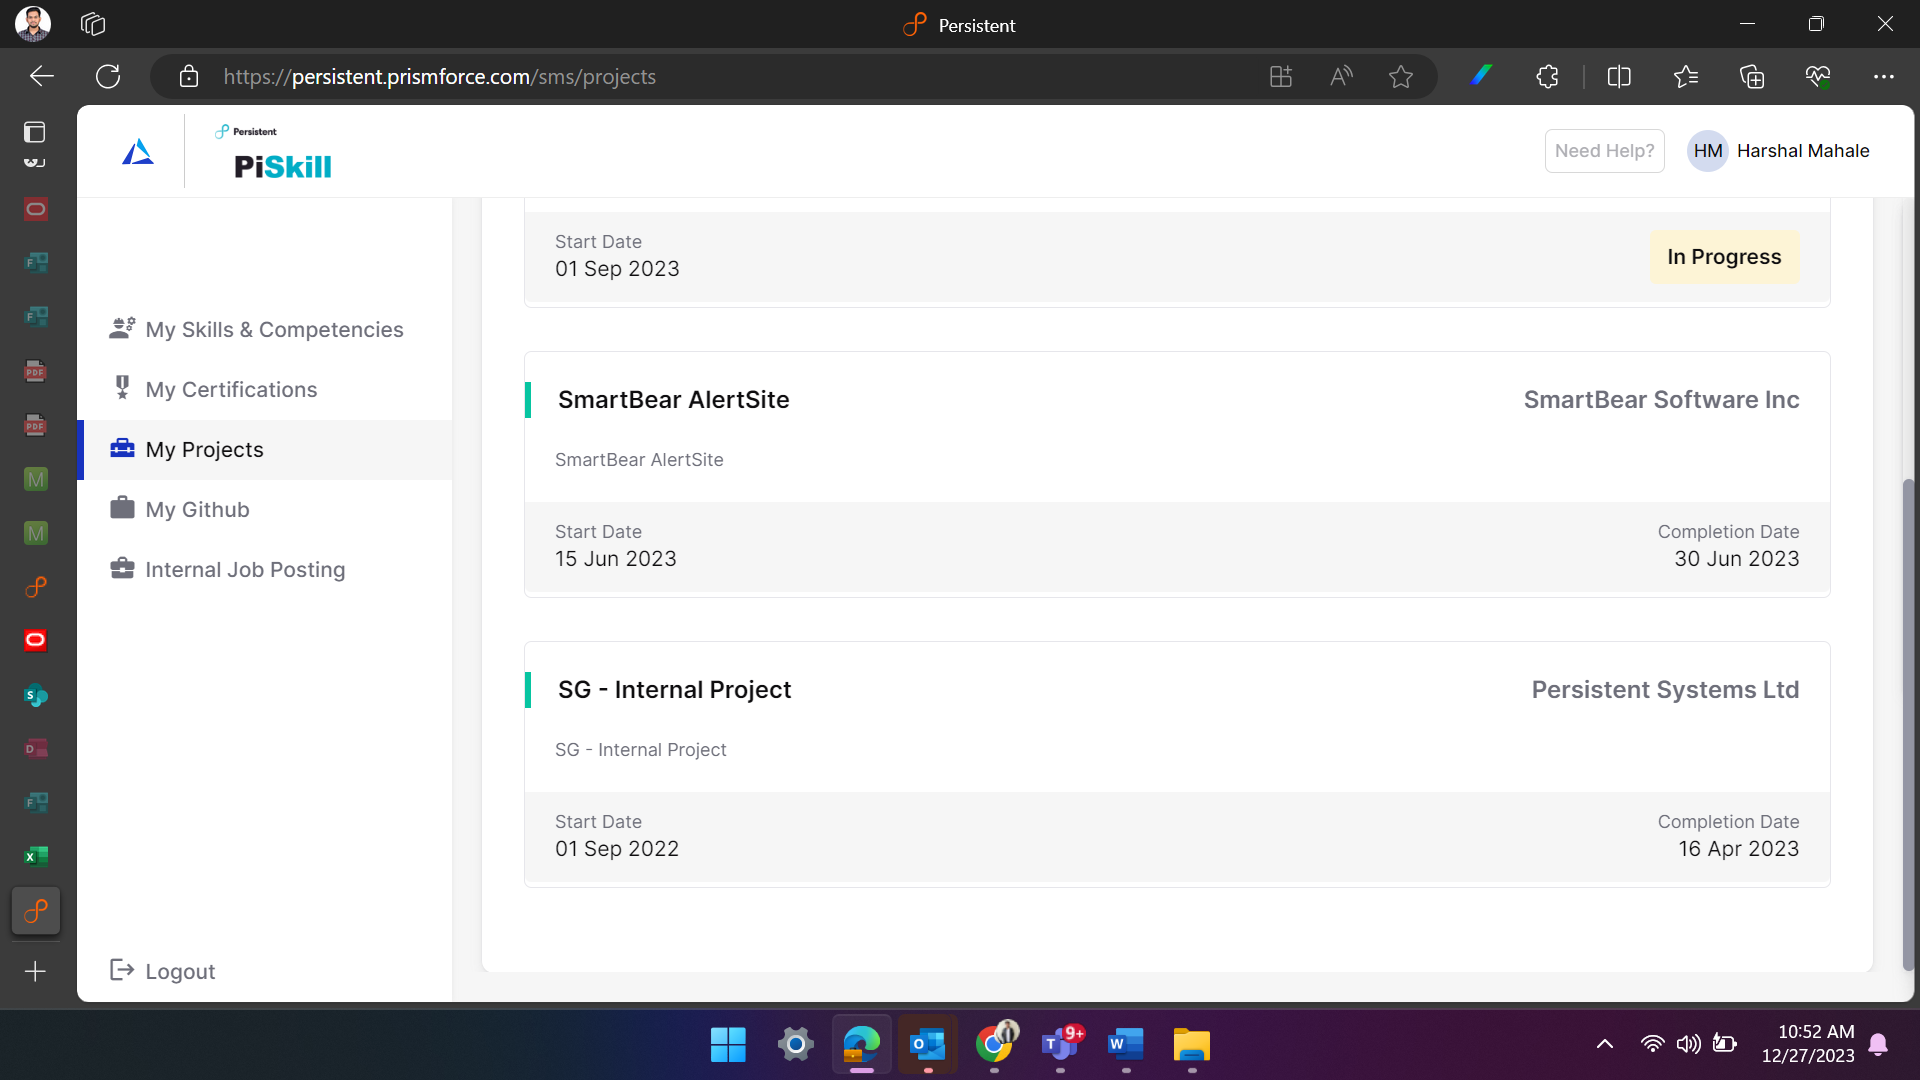 Persistent
https://persistent.prismforce.com/sms/projects
Persistent
PiSkill
Need Help?
HM
Harshal Mahale
Start Date
01 Sep 2023
In Progress
My Skills & Competencies
My Certifications
My Projects
My Github
Internal Job Posting
Logout
SmartBear AlertSite
SmartBear Software Inc
SmartBear AlertSite
Start Date
15 Jun 2023
Completion Date
30 Jun 2023
SG - Internal Project
Persistent Systems Ltd
SG - Internal Project
Start Date
01 Sep 2022
Completion Date
16 Apr 2023
F
F
PDF
PDF
M
M
S
D
F
X
O
T
9+
W
10:52 AM
12/27/2023